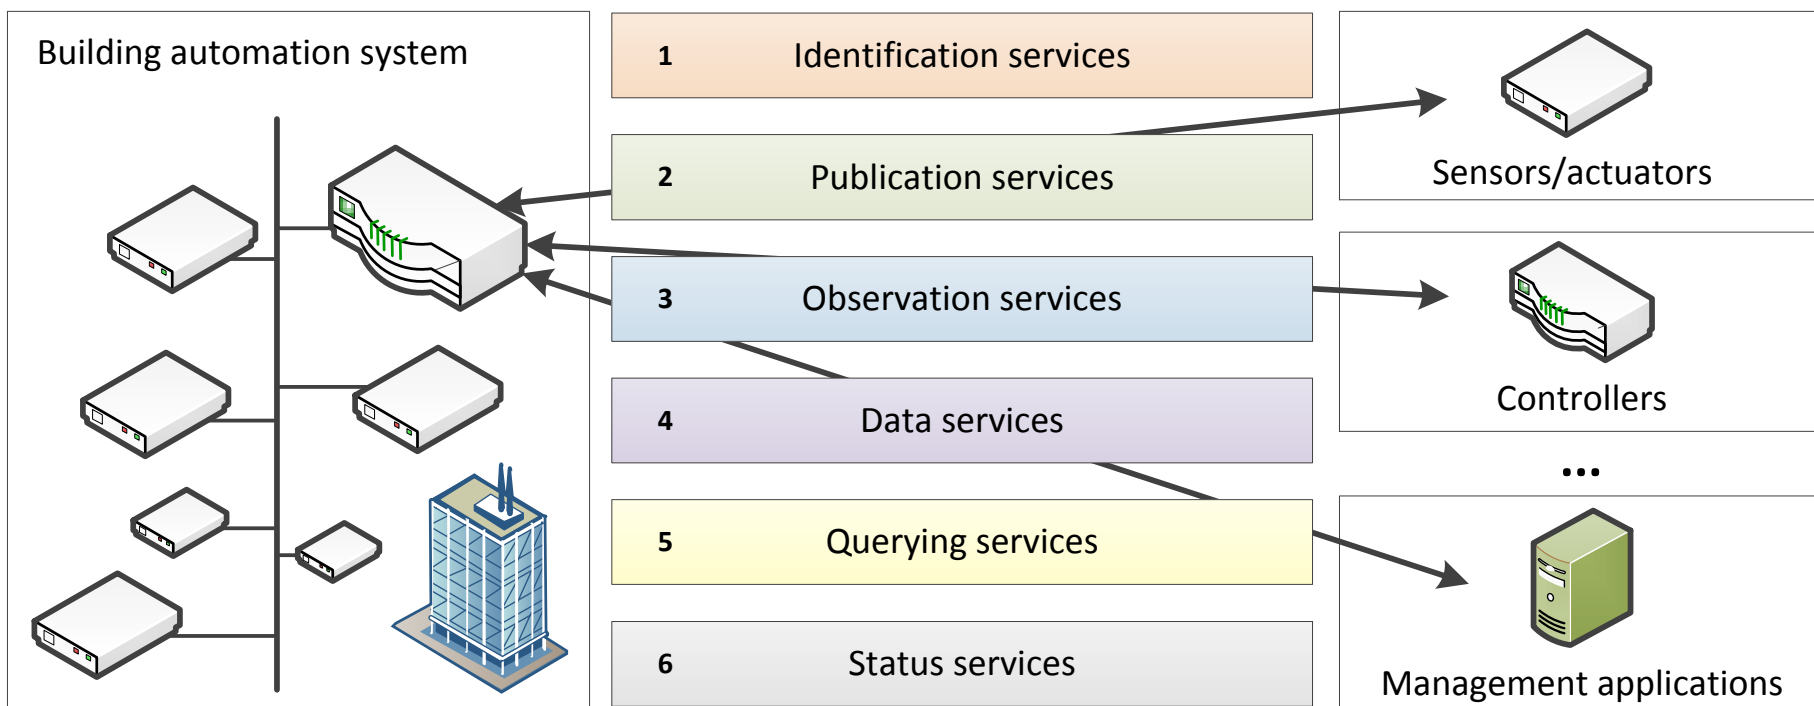 Building automation system
1 Identification services
2 Publication services
3 Observation services
4 Data services
5 Querying services
6 Status services
Sensors/actuators
Controllers
...
Management applications